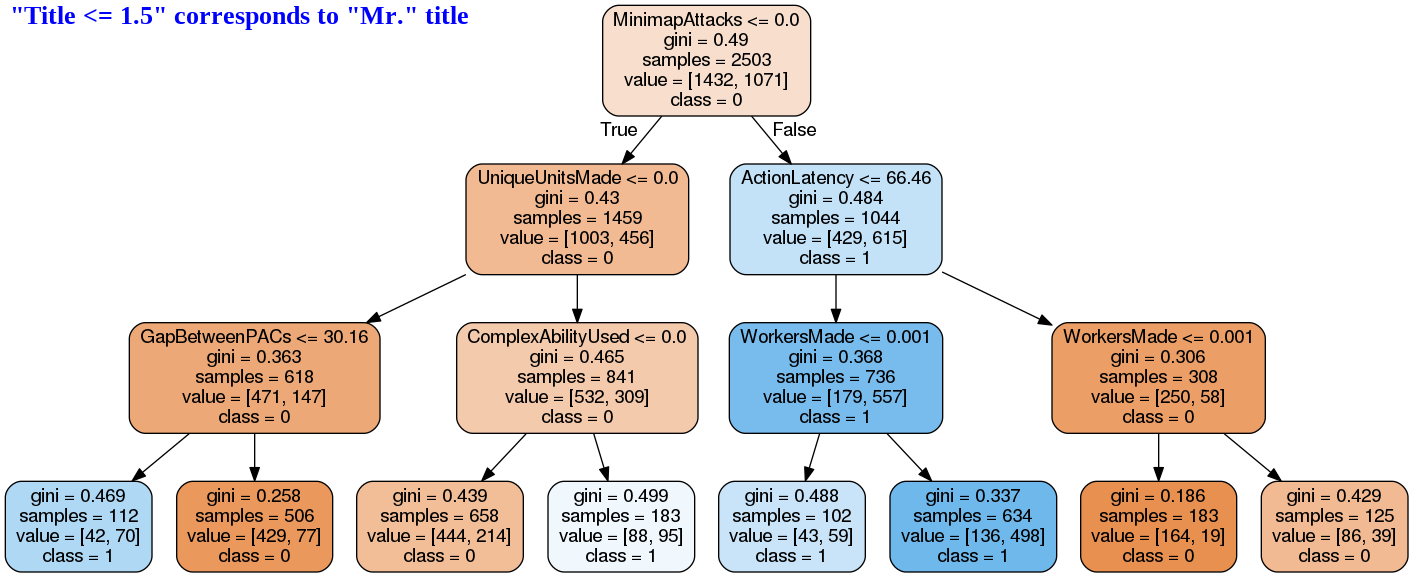 "Title <= 1.5" corresponds to "Mr." title
MinimapAttacks <= 0.0
gini = 0.49
samples = 2503
value = [1432, 1071]
class = 0
True
False
UniqueUnitsMade <= 0.0
gini = 0.43
samples = 1459
value = [1003, 456]
class = 0
ActionLatency <= 66.46
gini = 0.484
samples = 1044
value = [429, 615]
class = 1
GapBetweenPACs <= 30.16
gini = 0.363
samples = 618
value = [471, 147]
class = 0
ComplexAbilityUsed <= 0.0
gini = 0.465
samples = 841
value = [532, 309]
class = 0
WorkersMade <= 0.001
gini = 0.368
samples = 736
value = [179, 557]
class = 1
WorkersMade <= 0.001
gini = 0.306
samples = 308
value = [250, 58]
class = 0
gini = 0.469
samples = 112
value = [42, 70]
class = 1
gini = 0.258
samples = 506
value = [429, 77]
class = 0
gini = 0.439
samples = 658
value = [444, 214]
class = 0
gini = 0.499
samples = 183
value = [88, 95]
class = 1
gini = 0.488
samples = 102
value = [43, 59]
class = 1
gini = 0.337
samples = 634
value = [136, 498]
class = 1
gini = 0.186
samples = 183
value = [164, 19]
class = 0
gini = 0.429
samples = 125
value = [86, 39]
class = 0